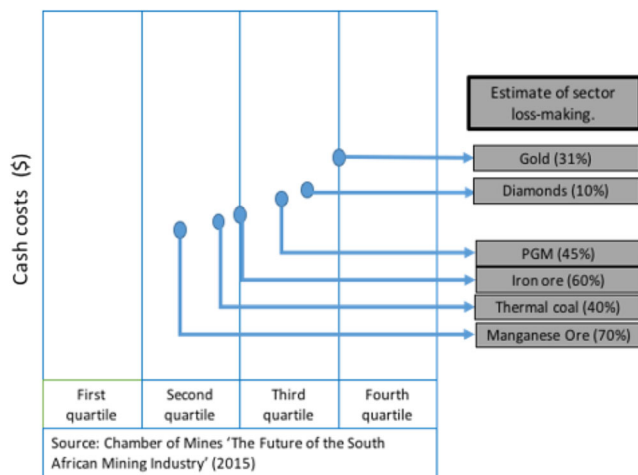 Estimate of sector
loss-making.
Cash costs ($)
Gold (31%)
Diamonds (10%)
PGM (45%)
Iron ore (60%)
Thermal coal (40%)
Manganese Ore (70%)
First
quartile
Second
quartile
Third
quartile
Fourth
quartile
Source: Chamber of Mines ‘The Future of the South
African Mining Industry’ (2015)